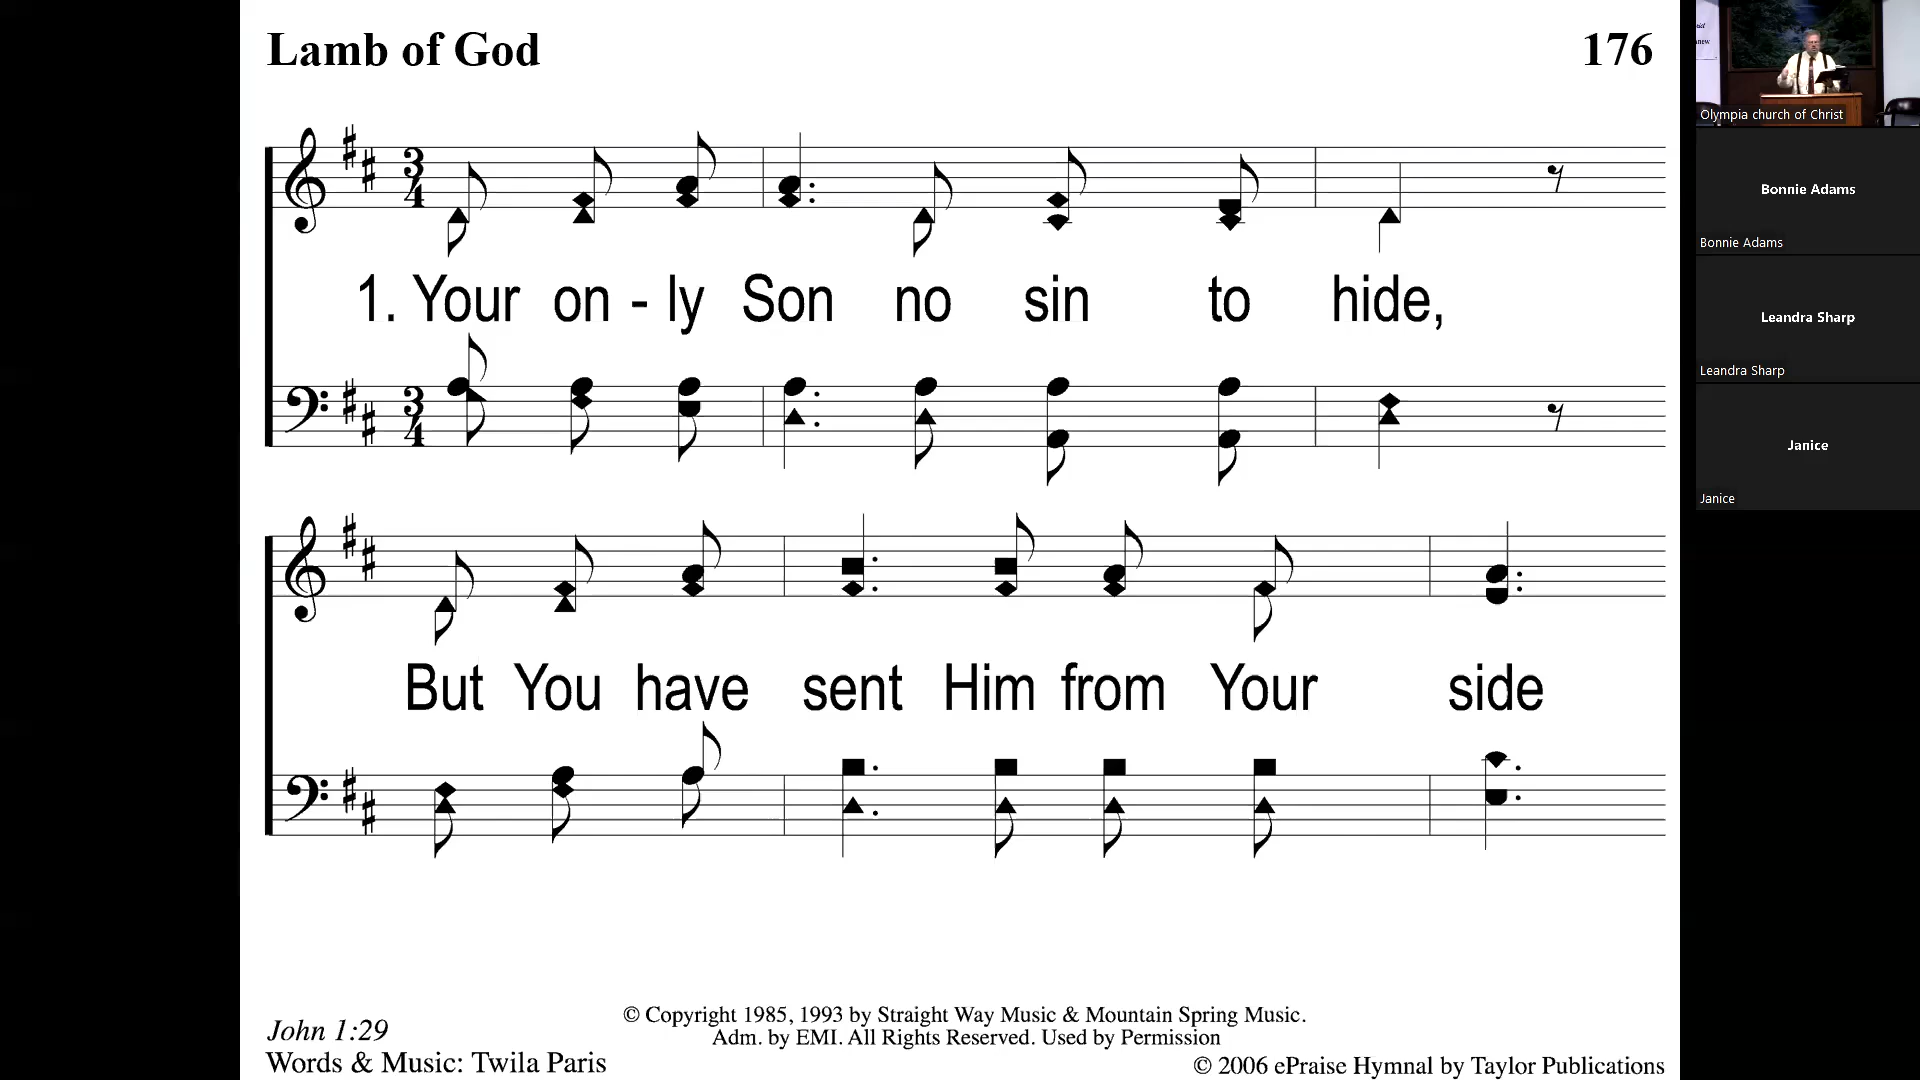 Lamb of God
176
1. Your on - ly Son no sin to hide,
But You have sent Him from Your side
John 1:29
Words & Music: Twila Paris
© Copyright 1985, 1993 by Straight Way Music & Mountain Spring Music.
Adm. by EMI. All Rights Reserved. Used by Permission
© 2006 ePraise Hymnal by Taylor Publications
Olympia church of Christ
Bonnie Adams
Bonnie Adams
Leandra Sharp
Leandra Sharp
Janice
Janice